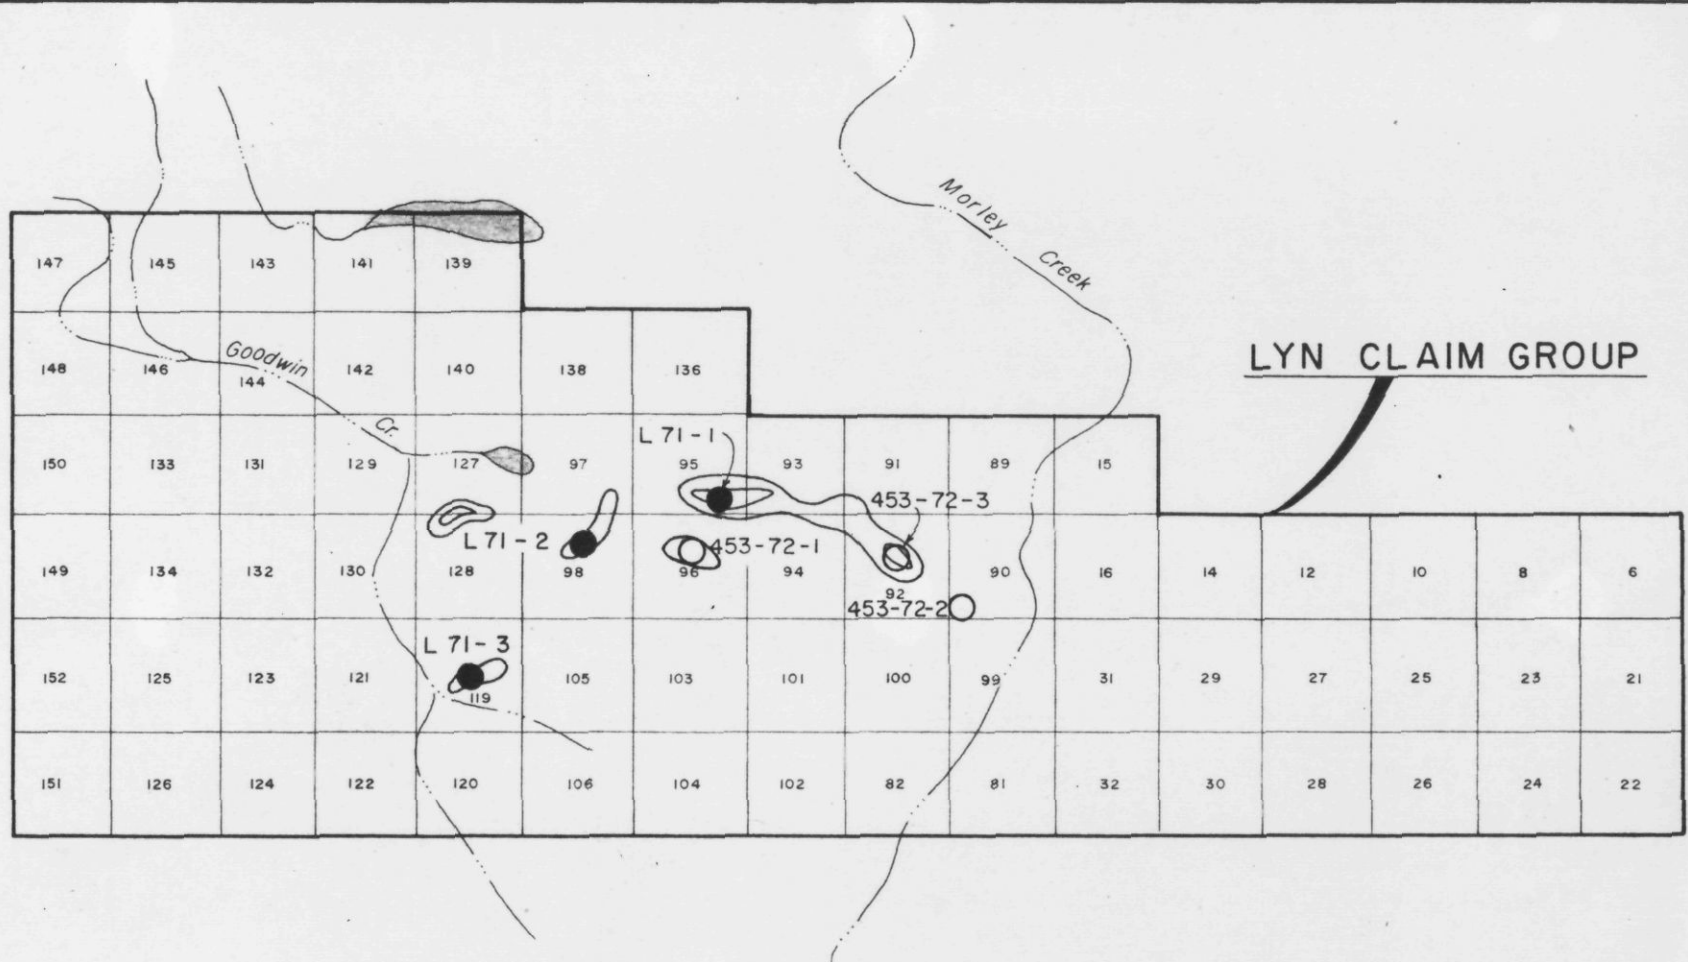 Morley
Creek
147 145 143 141 139
LYN CLAIM GROUP
Goodwin
Cr.
148 146 144 142 140 138 136
L 71-1
150 133 131 129 127 97 95 93 91 89 15
453-72-3
L 71-2
453-72-1
149 134 132 130 128 98 96 94 92 90 16 14 12 10 8 6
453-72-2
L 71-3
152 125 123 121 119 105 103 101 100 99 31 29 27 25 23 21
151 126 124 122 120 106 104 102 82 81 32 30 28 26 24 22